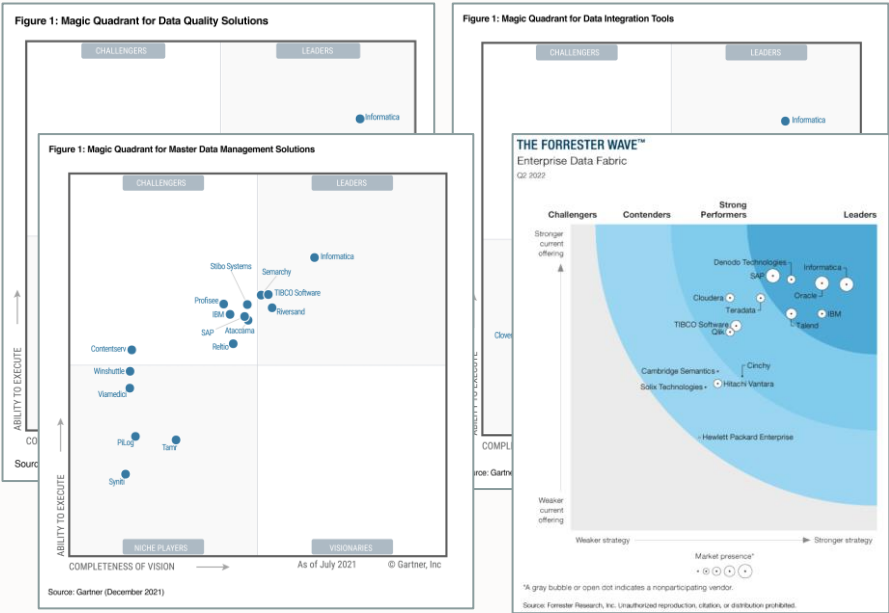 Figure 1: Magic Quadrant for Data Quality Solutions
CHALLENGERS
LEADERS
Informatica
Figure 1: Magic Quadrant for Data Integration Tools
CHALLENGERS
LEADERS
Informatica
Figure 1: Magic Quadrant for Master Data Management Solutions
CHALLENGERS
LEADERS
Informatica
Stibo Systems
Semarchy
TIBCO Software
Profisee
Riversand
IBM
SAP
Ataccama
Reltio
Contentserv
Winshuttle
Viamedici
PiLog
Tamr
Syniti
NICHE PLAYERS
VISIONARIES
ABILITY TO EXECUTE
COMPLETENESS OF VISION
As of July 2021
© Gartner, Inc
Source: Gartner (December 2021)
ABILITY TO EXECUTE
THE FORRESTER WAVE™
Enterprise Data Fabric
Q2 2022
Challengers
Contenders
Strong
Performers
Leaders
Stronger
current
offering
Denodo Technologies
SAP
Informatica
Cloudera
Oracle
Teradata
TIBCO Software
Talend
IBM
Qlik
Cinchy
Cambridge Semantics
Solix Technologies
Hitachi Vantara
Hewlett Packard Enterprise
Weaker
current
offering
Weaker strategy
Stronger strategy
Market presence*
*A gray bubble or open dot indicates a nonparticipating vendor.
Source: Forrester Research, Inc. Unauthorized reproduction, citation, or distribution prohibited.